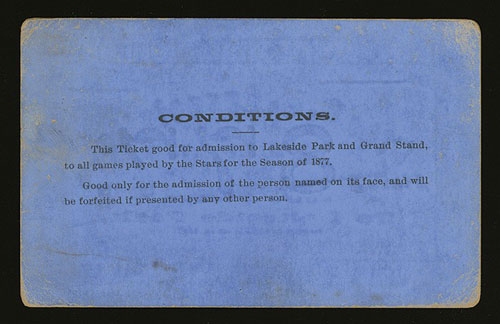 CONDITIONS.
This Ticket good for admission to Lakeside Park and Grand Stand,
to all games played by the Stars for the Season of 1877.
Good only for the admission of the person named on its face, and will
be forfeited if presented by any other person.